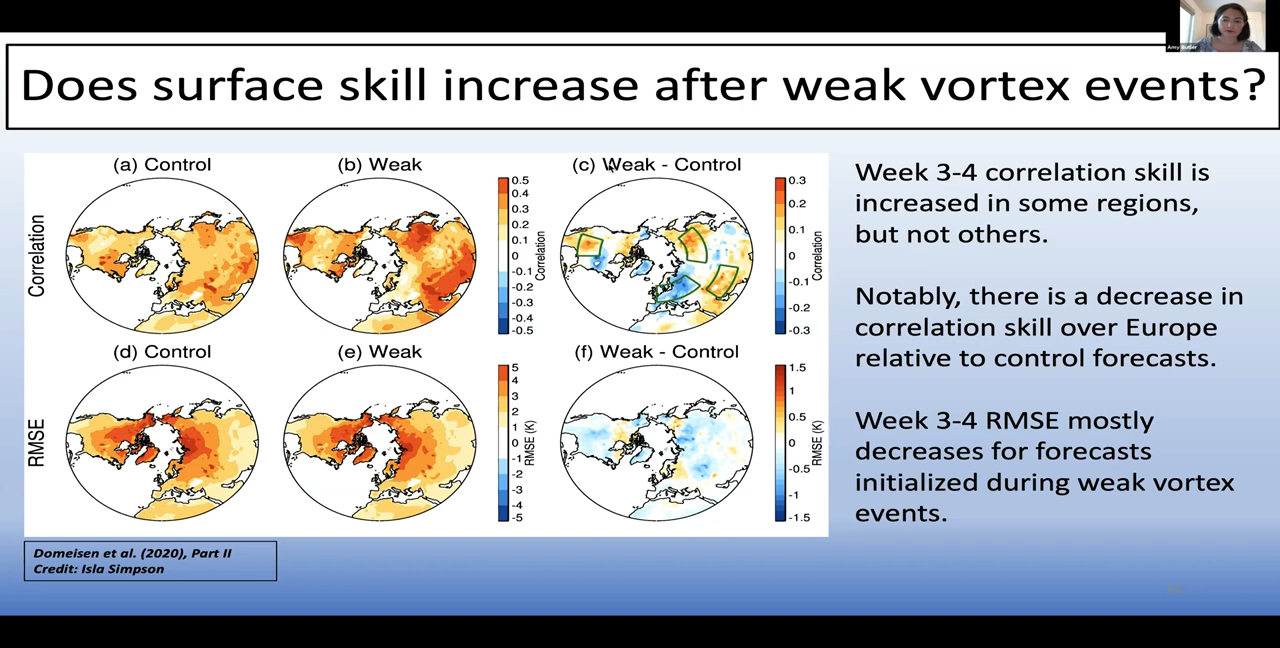 Amy Butler
Does surface skill increase after weak vortex events?
(a) Control
(b) Weak
(c) Weak - Control
Correlation
0.5
0.4
0.3
0.2
0.1
0
-0.1
-0.2
-0.3
-0.4
-0.5
Correlation
0.3
0.2
0.1
0
-0.1
-0.2
-0.3
Correlation
(d) Control
(e) Weak
(f) Weak - Control
RMSE
5
4
3
2
1
0
-1
-2
-3
-4
-5
RMSE (K)
1.5
1
0.5
0
-0.5
-1
-1.5
RMSE (K)
Week 3-4 correlation skill is
increased in some regions,
but not others.
Notably, there is a decrease in
correlation skill over Europe
relative to control forecasts.
Week 3-4 RMSE mostly
decreases for forecasts
initialized during weak vortex
events.
Domeisen et al. (2020), Part II
Credit: Isla Simpson